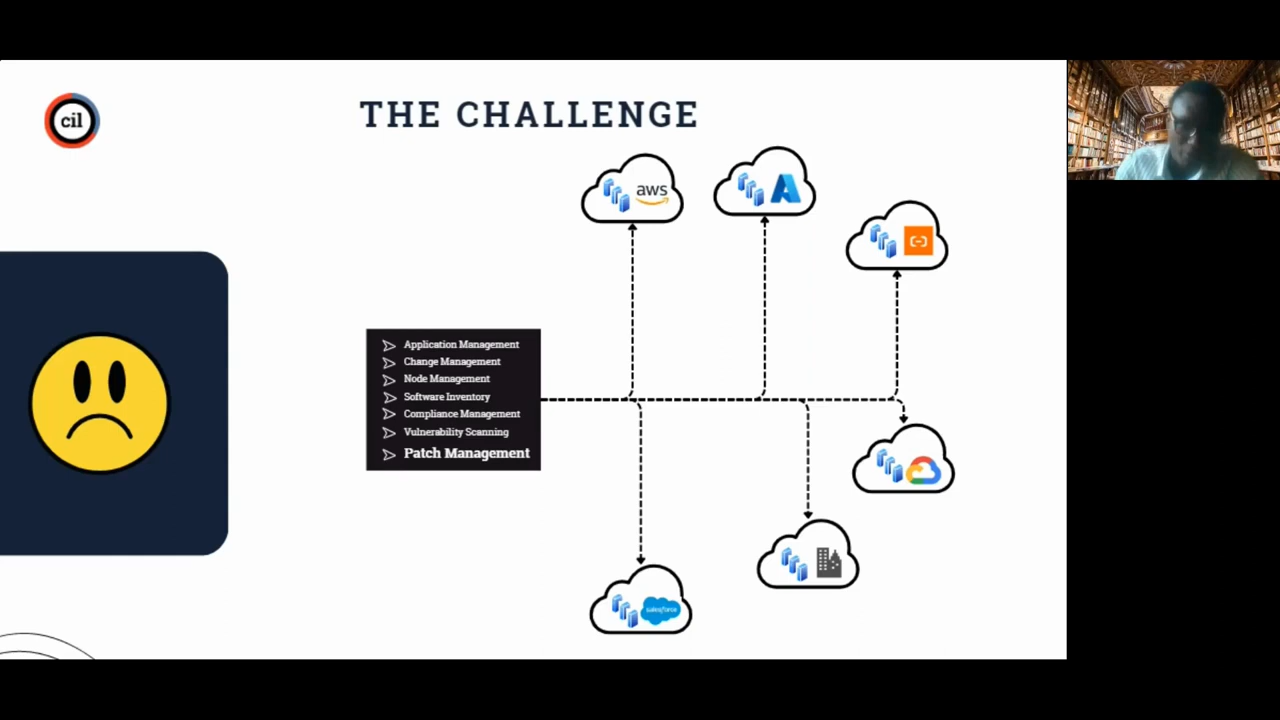 cil
THE CHALLENGE
aws
Application Management
Change Management
Node Management
Software Inventory
Compliance Management
Vulnerability Scanning
Patch Management
salesforce